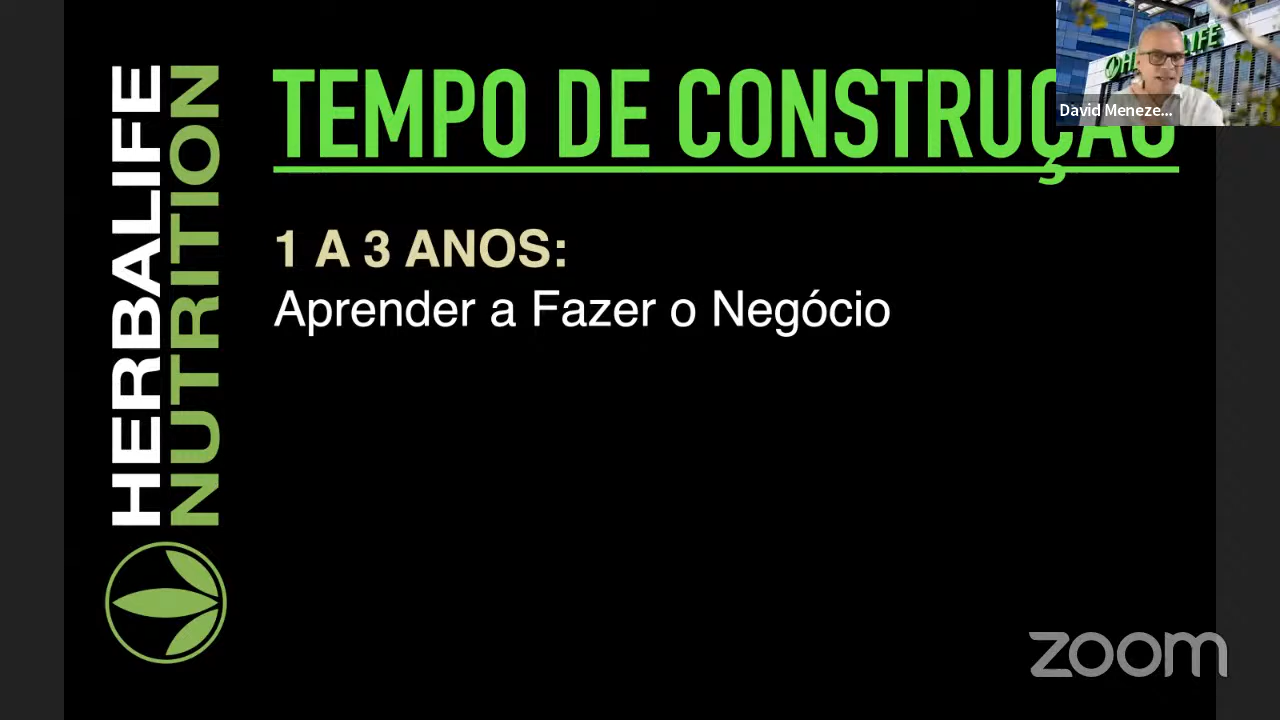 HERBALIFE
NUTRITION
TEMPO DE CONSTRUÇÃO
1 A 3 ANOS:
Aprender a Fazer o Negócio
David Meneze...
zoom